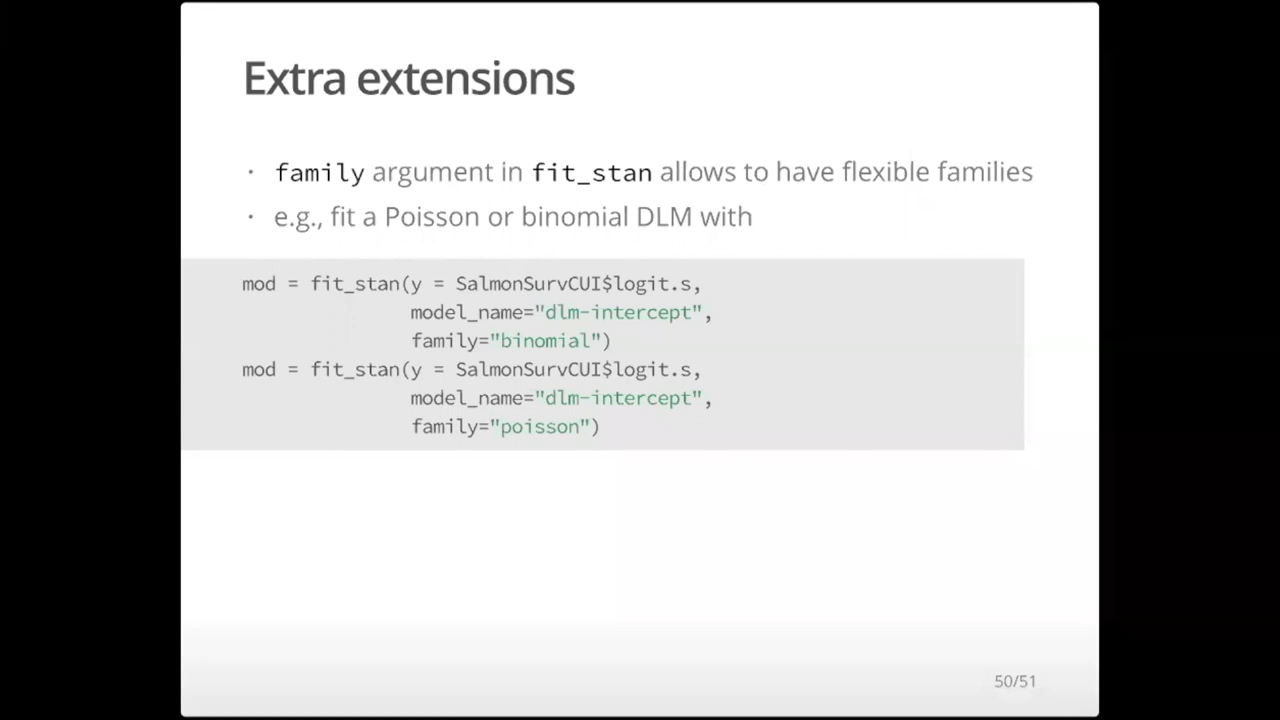 Extra extensions
· family argument in fit_stan allows to have flexible families
· e.g., fit a Poisson or binomial DLM with
mod = fit_stan(y = SalmonSurvCUI$logit.s,
model_name="dlm-intercept",
family="binomial")
mod = fit_stan(y = SalmonSurvCUI$logit.s,
model_name="dlm-intercept",
family="poisson")
50/51